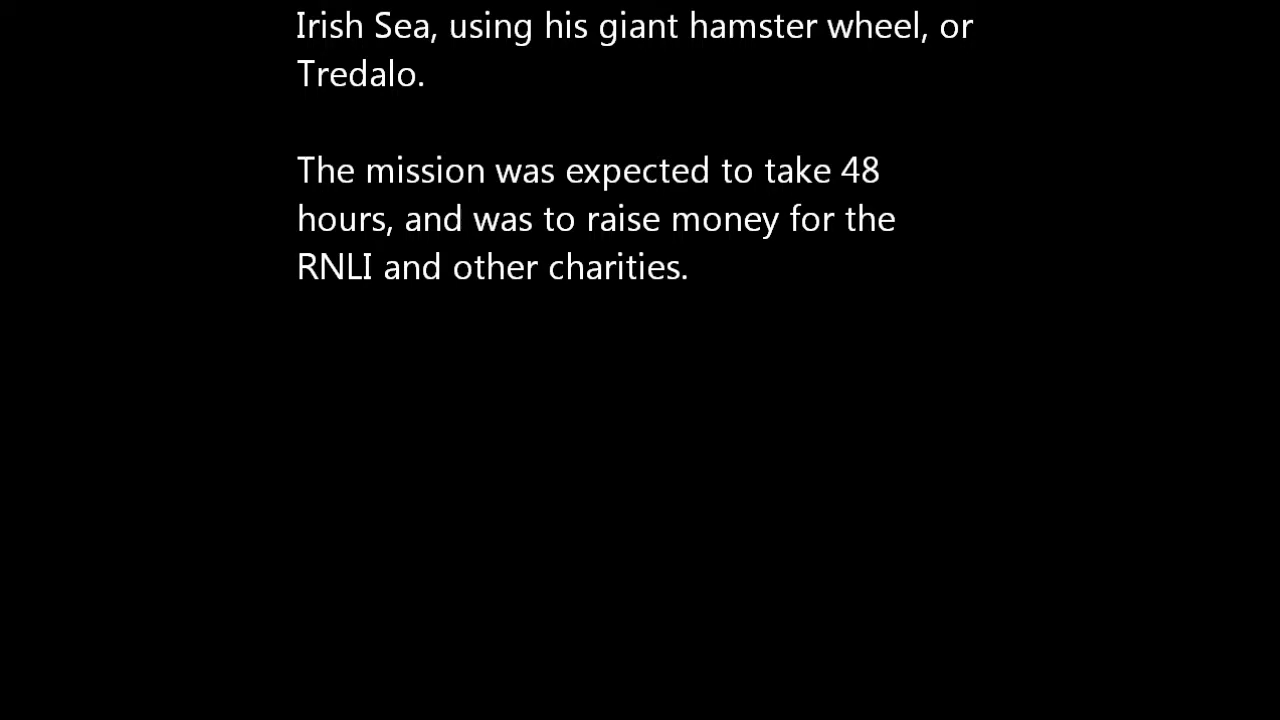 Irish Sea, using his giant hamster wheel, or
Tredalo.
The mission was expected to take 48
hours, and was to raise money for the
RNLI and other charities.